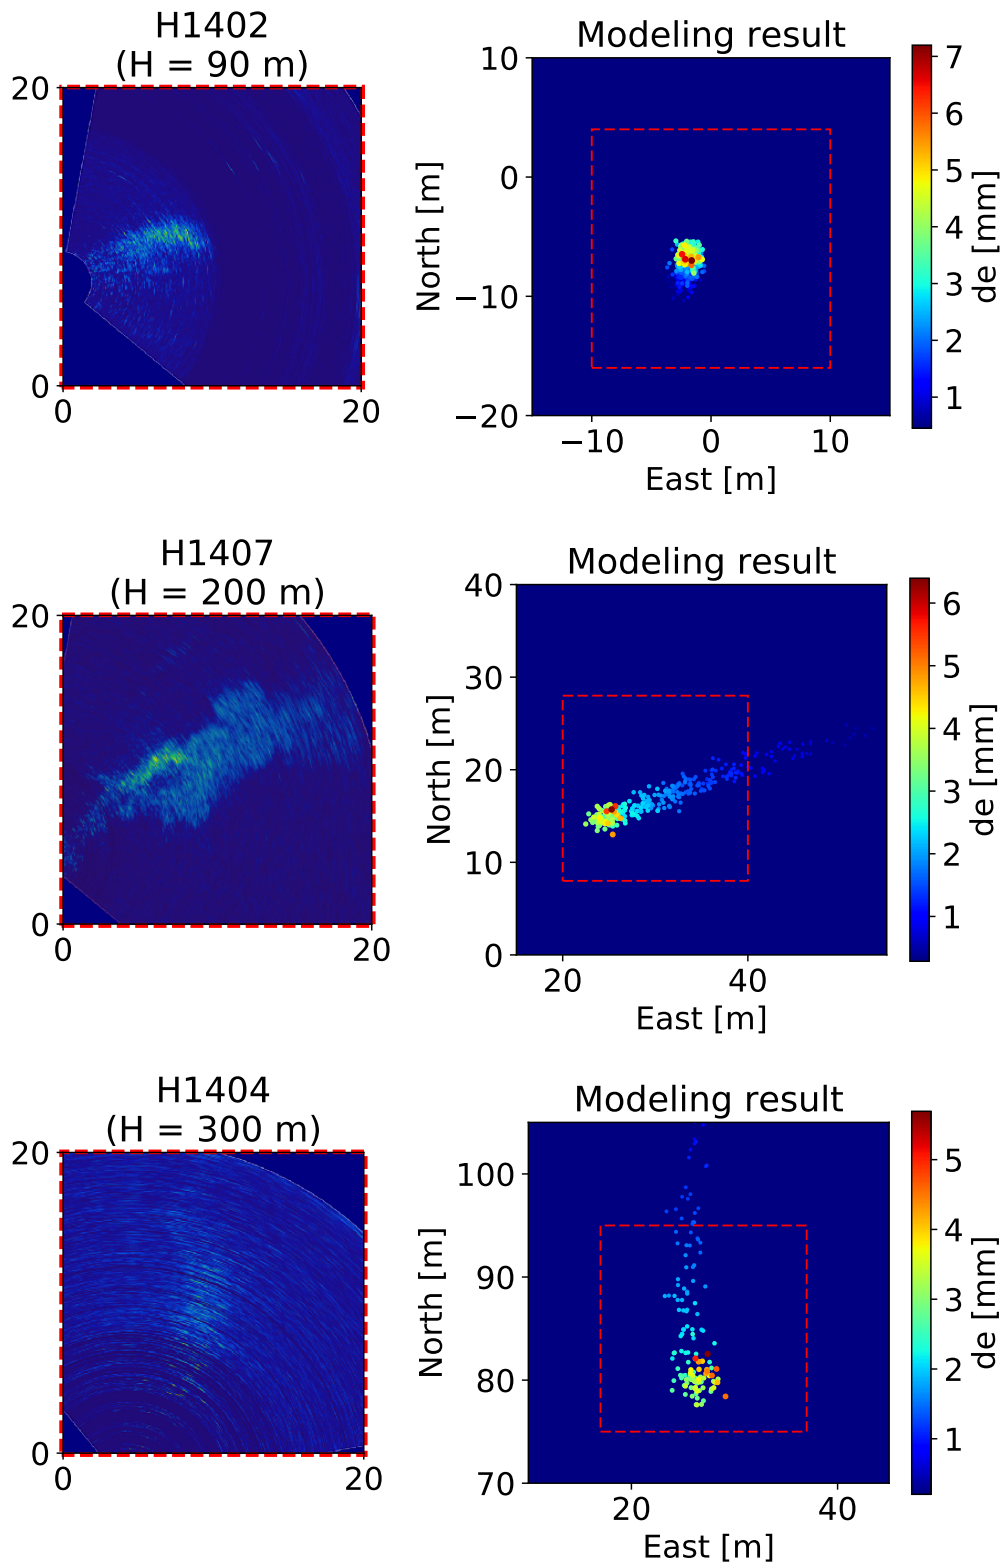 H1402
(H = 90 m)
20
0
0
20
Modeling result
10
0
−10
−20
−10
0
10
North [m]
East [m]
7
6
5
4
3
2
1
de [mm]
H1407
(H = 200 m)
20
0
0
20
Modeling result
40
30
20
10
0
20
40
North [m]
East [m]
6
5
4
3
2
1
de [mm]
H1404
(H = 300 m)
20
0
0
20
Modeling result
100
90
80
70
20
40
North [m]
East [m]
5
4
3
2
1
de [mm]